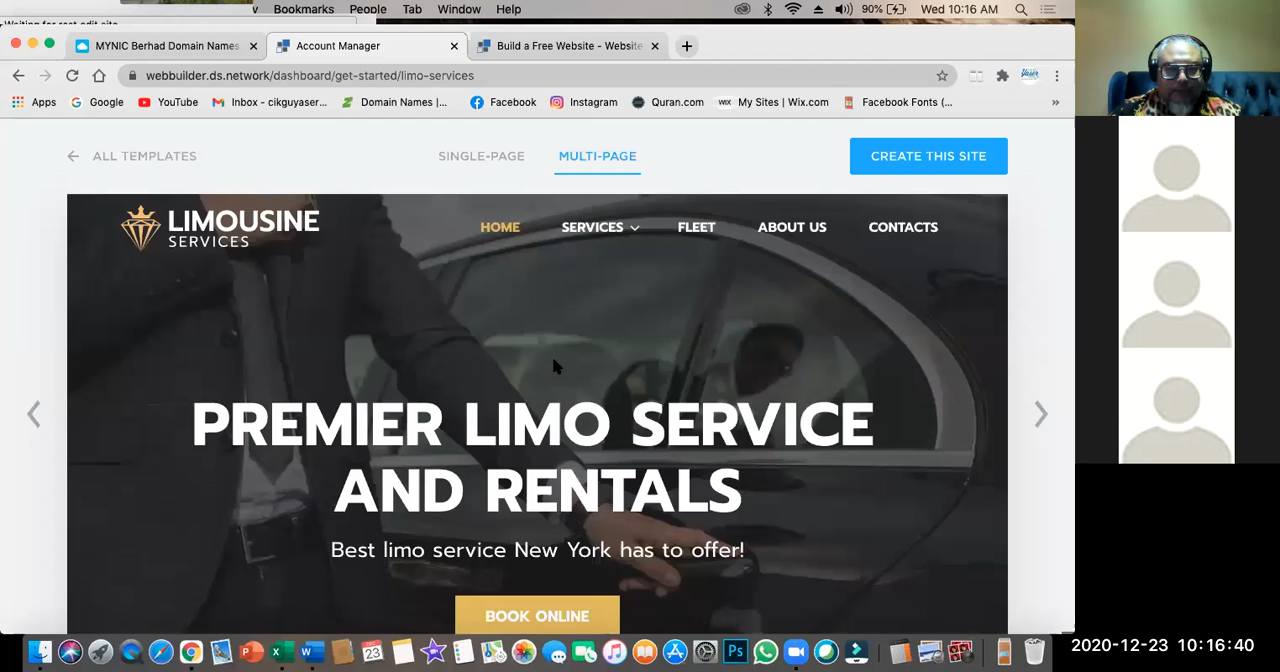 v Bookmarks People Tab Window Help 90% Wed 10:16 AM
MYNIC Berhad Domain Names Account Manager Build a Free Website - Website
webbuilder.ds.network/dashboard/get-started/limo-services
Apps Google YouTube Inbox - cikguyaser... Domain Names |... Facebook Instagram Quran.com WIX My Sites | Wix.com Facebook Fonts (... »
ALL TEMPLATES SINGLE-PAGE MULTI-PAGE CREATE THIS SITE
LIMOUSINE
SERVICES
HOME SERVICES FLEET ABOUT US CONTACTS
PREMIER LIMO SERVICE
AND RENTALS
Best limo service New York has to offer!
BOOK ONLINE
23
Ps
2020-12-23 10:16:40